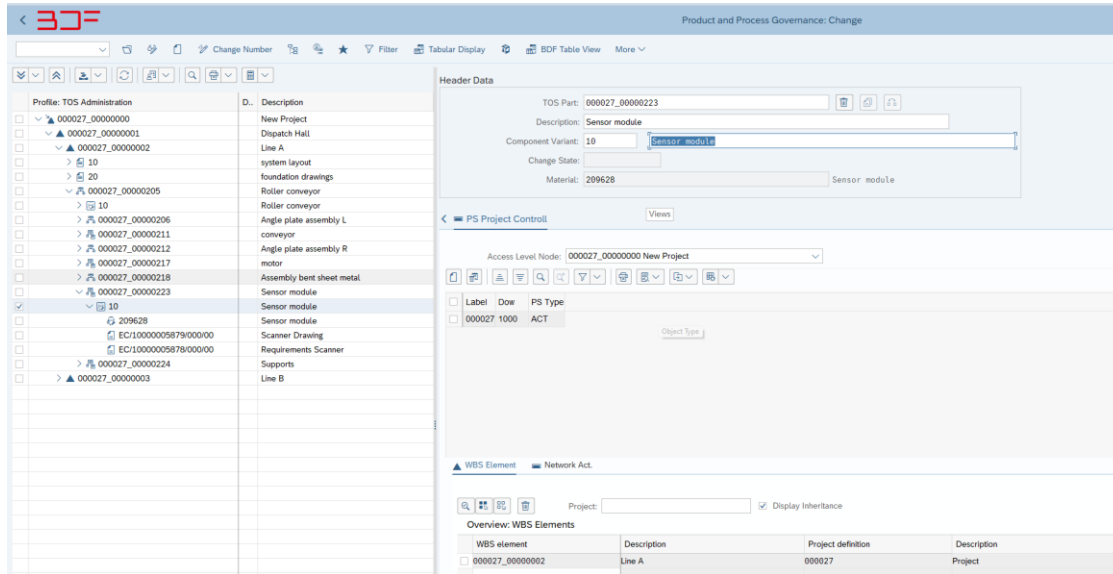 BDF
Product and Process Governance: Change
Change Number
Filter
Tabular Display
BDF Table View
More
Header Data
Profile: TOS Administration D.. Description
000027_00000000 New Project
000027_00000001 Dispatch Hall
000027_00000002 Line A
10 system layout
20 foundation drawings
000027_00000205 Roller conveyor
10 Roller conveyor
000027_00000206 Angle plate assembly L
000027_00000211 conveyor
000027_00000212 Angle plate assembly R
000027_00000217 motor
000027_00000218 Assembly bent sheet metal
000027_00000223 Sensor module
10 Sensor module
209628 Sensor module
EC/10000005879/000/00 Scanner Drawing
EC/10000005878/000/00 Requirements Scanner
000027_00000224 Supports
000027_00000003 Line B
TOS Part: 000027_00000223
Description: Sensor module
Component Variant: 10 Sensor module
Change State:
Material: 209628 Sensor module
PS Project Controll
Views
Access Level Node: 000027_00000000 New Project
Label Dow PS Type
000027 1000 ACT
Object Type
WBS Element Network Act.
Project: Display Inheritance
Overview: WBS Elements
WBS element Description Project definition Description
000027_00000002 Line A 000027 Project